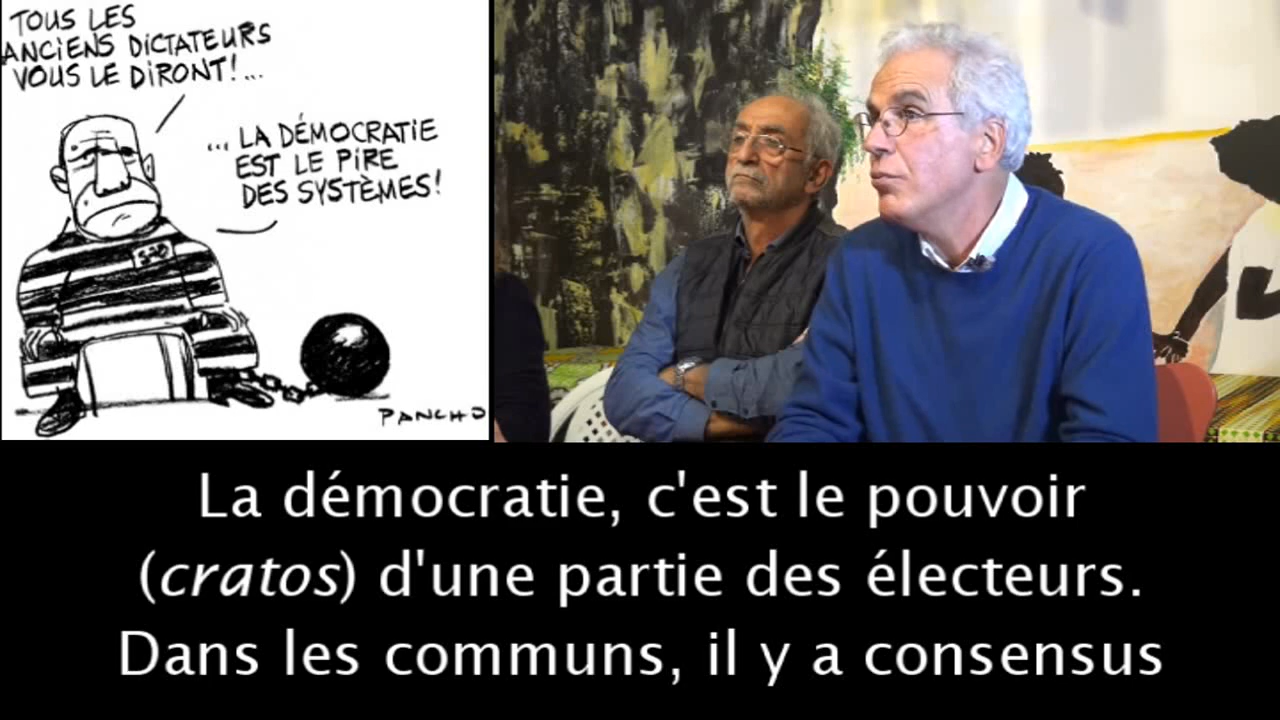 TOUS LES
ANCIENS DICTATEURS
VOUS LE DIRONT!...
... LA DÉMOCRATIE
EST LE PIRE
DES SYSTÈMES!
PANCHO
La démocratie, c'est le pouvoir
(cratos) d'une partie des électeurs.
Dans les communs, il y a consensus